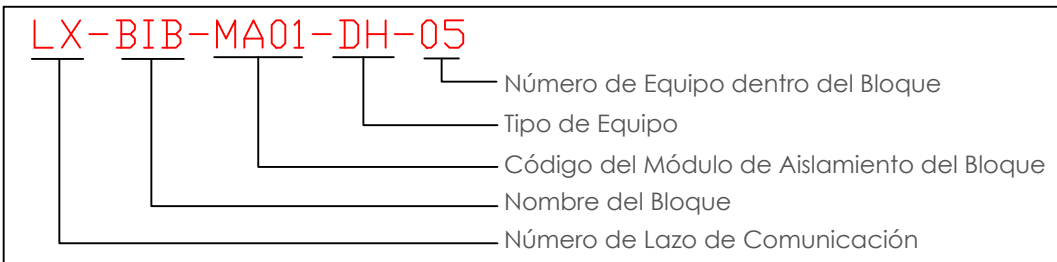 LX-BIB-MA01-DH-05
Número de Equipo dentro del Bloque
Tipo de Equipo
Código del Módulo de Aislamiento del Bloque
Nombre del Bloque
Número de Lazo de Comunicación